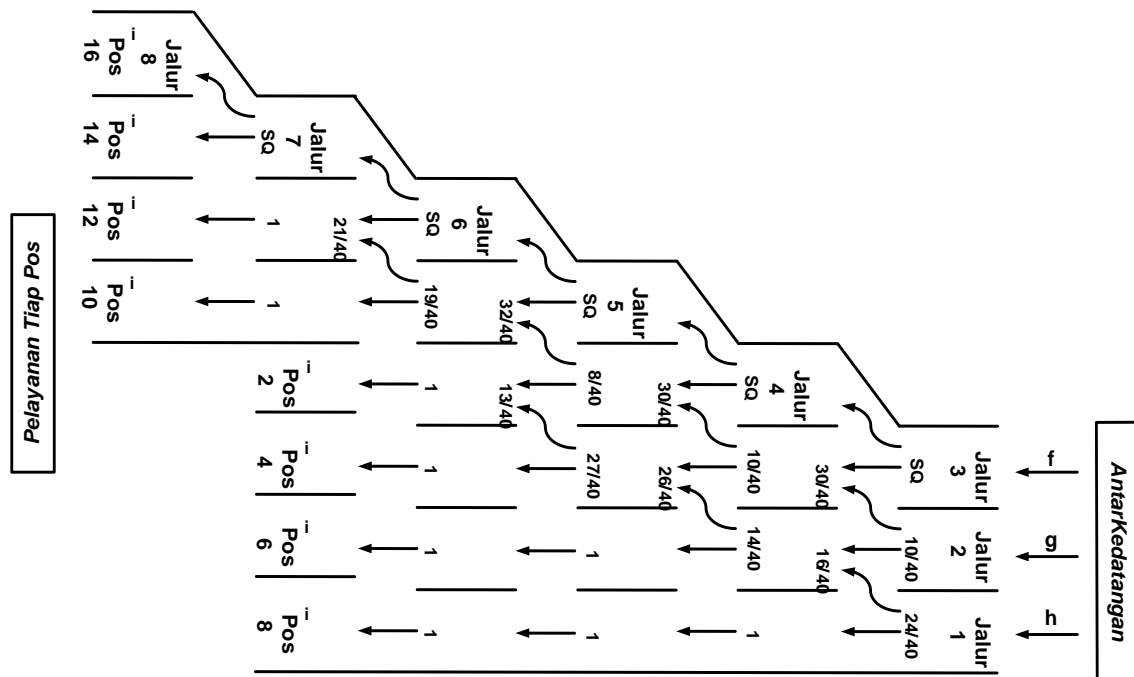 AntarKedatangan
f
g
h
Jalur
3
Jalur
2
Jalur
1
SQ
10/40
24/40
30/40
16/40
Jalur
4
SQ
10/40
14/40
1
30/40
26/40
Jalur
5
SQ
8/40
27/40
1
1
32/40
13/40
Jalur
6
SQ
19/40
1
1
1
1
21/40
Jalur
7
SQ
1
1
i
Pos
2
i
Pos
4
i
Pos
6
i
Pos
8
Jalur
8
i
Pos
16
i
Pos
14
i
Pos
12
i
Pos
10
Pelayanan Tiap Pos